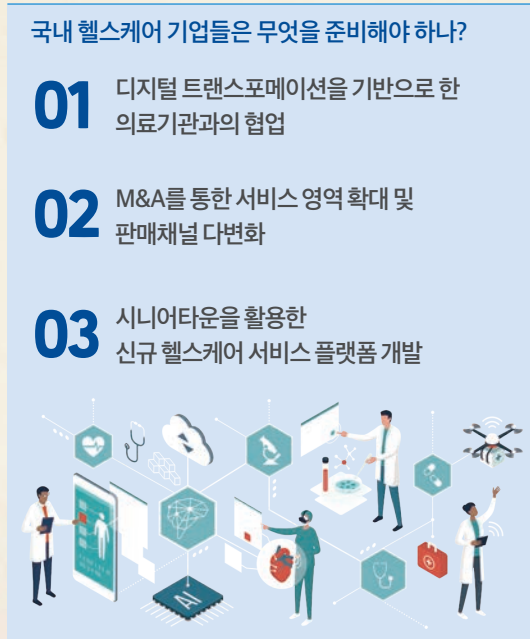 국내 헬스케어 기업들은 무엇을 준비해야 하나?
01
디지털 트랜스포메이션을 기반으로 한
의료기관과의 협업
02
M&A를 통한 서비스 영역 확대 및
판매채널 다변화
03
시니어타운을 활용한
신규 헬스케어 서비스 플랫폼 개발
AI